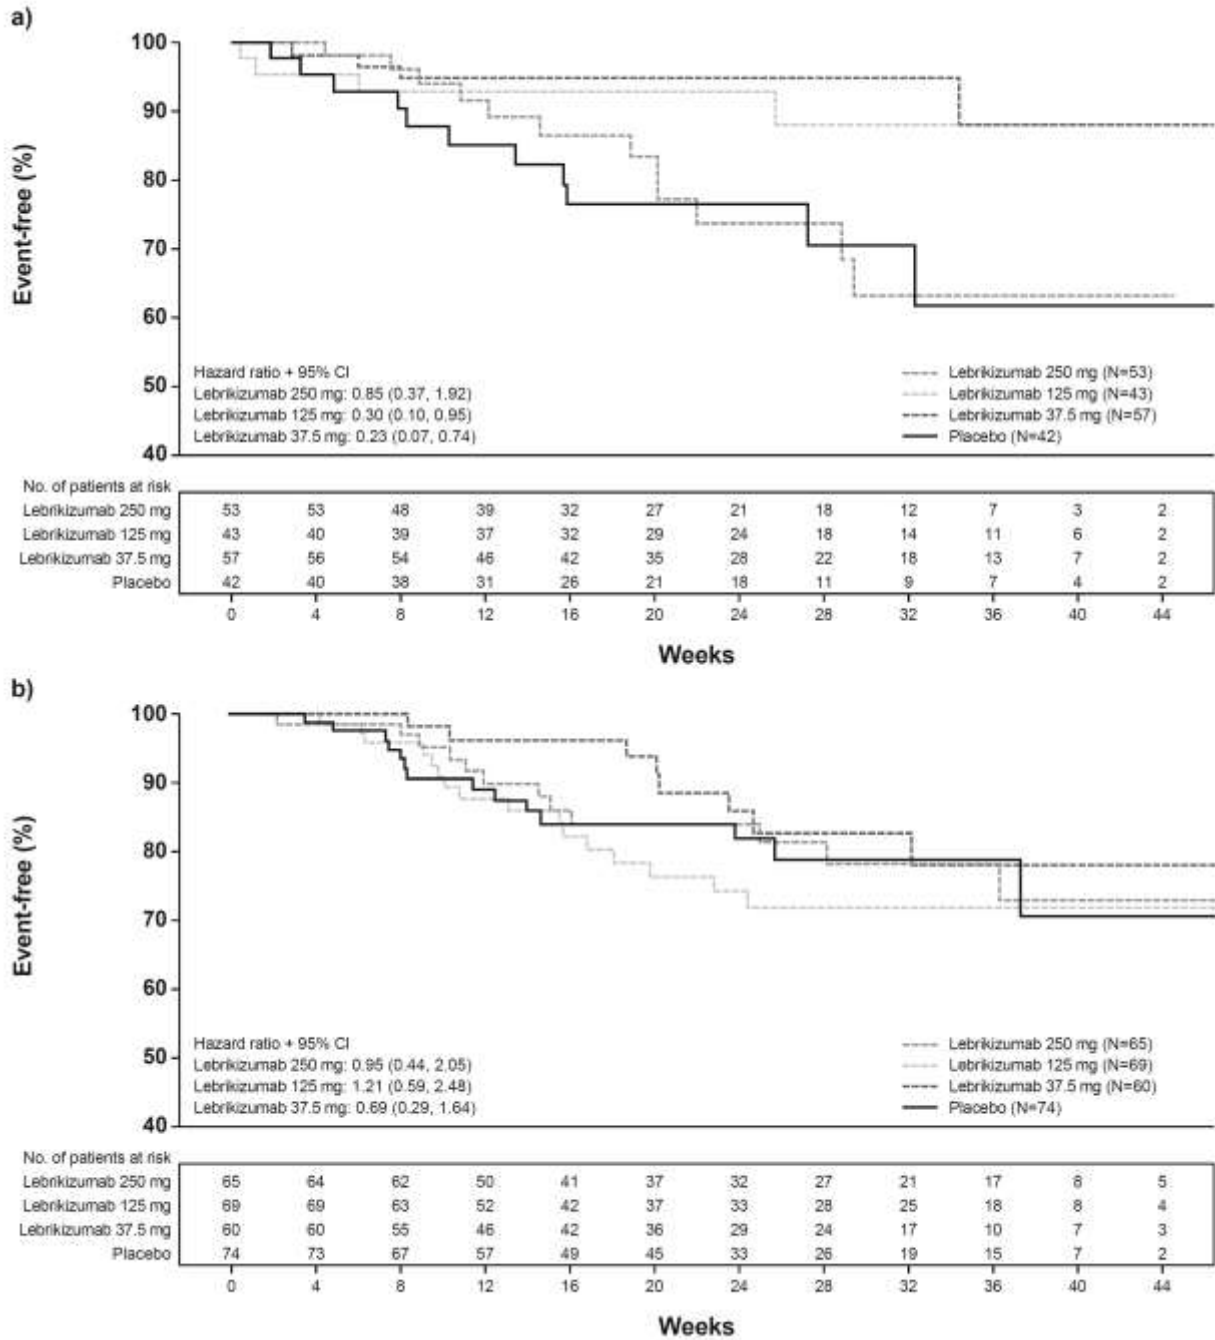 a)
Event-free (%)
100
90
80
70
60
50
40
Hazard ratio + 95% CI
Lebrikizumab 250 mg: 0.85 (0.37, 1.92)
Lebrikizumab 125 mg: 0.30 (0.10, 0.95)
Lebrikizumab 37.5 mg: 0.23 (0.07, 0.74)
Lebrikizumab 250 mg (N=53)
Lebrikizumab 125 mg (N=43)
Lebrikizumab 37.5 mg (N=57)
Placebo (N=42)
No. of patients at risk
Lebrikizumab 250 mg 53 53 48 39 32 27 21 18 12 7 3 2
Lebrikizumab 125 mg 43 40 39 37 32 29 24 18 14 11 6 2
Lebrikizumab 37.5 mg 57 56 54 46 42 35 28 22 18 13 7 2
Placebo 42 40 38 31 26 21 18 11 9 7 4 2
0 4 8 12 16 20 24 28 32 36 40 44
Weeks
b)
Event-free (%)
100
90
80
70
60
50
40
Hazard ratio + 95% CI
Lebrikizumab 250 mg: 0.95 (0.44, 2.05)
Lebrikizumab 125 mg: 1.21 (0.59, 2.48)
Lebrikizumab 37.5 mg: 0.69 (0.29, 1.64)
Lebrikizumab 250 mg (N=65)
Lebrikizumab 125 mg (N=69)
Lebrikizumab 37.5 mg (N=60)
Placebo (N=74)
No. of patients at risk
Lebrikizumab 250 mg 65 64 62 50 41 37 32 27 21 17 8 5
Lebrikizumab 125 mg 69 69 63 52 42 37 33 28 25 18 8 4
Lebrikizumab 37.5 mg 60 60 55 46 42 36 29 24 17 10 7 3
Placebo 74 73 67 57 49 45 33 26 19 15 7 2
0 4 8 12 16 20 24 28 32 36 40 44
Weeks